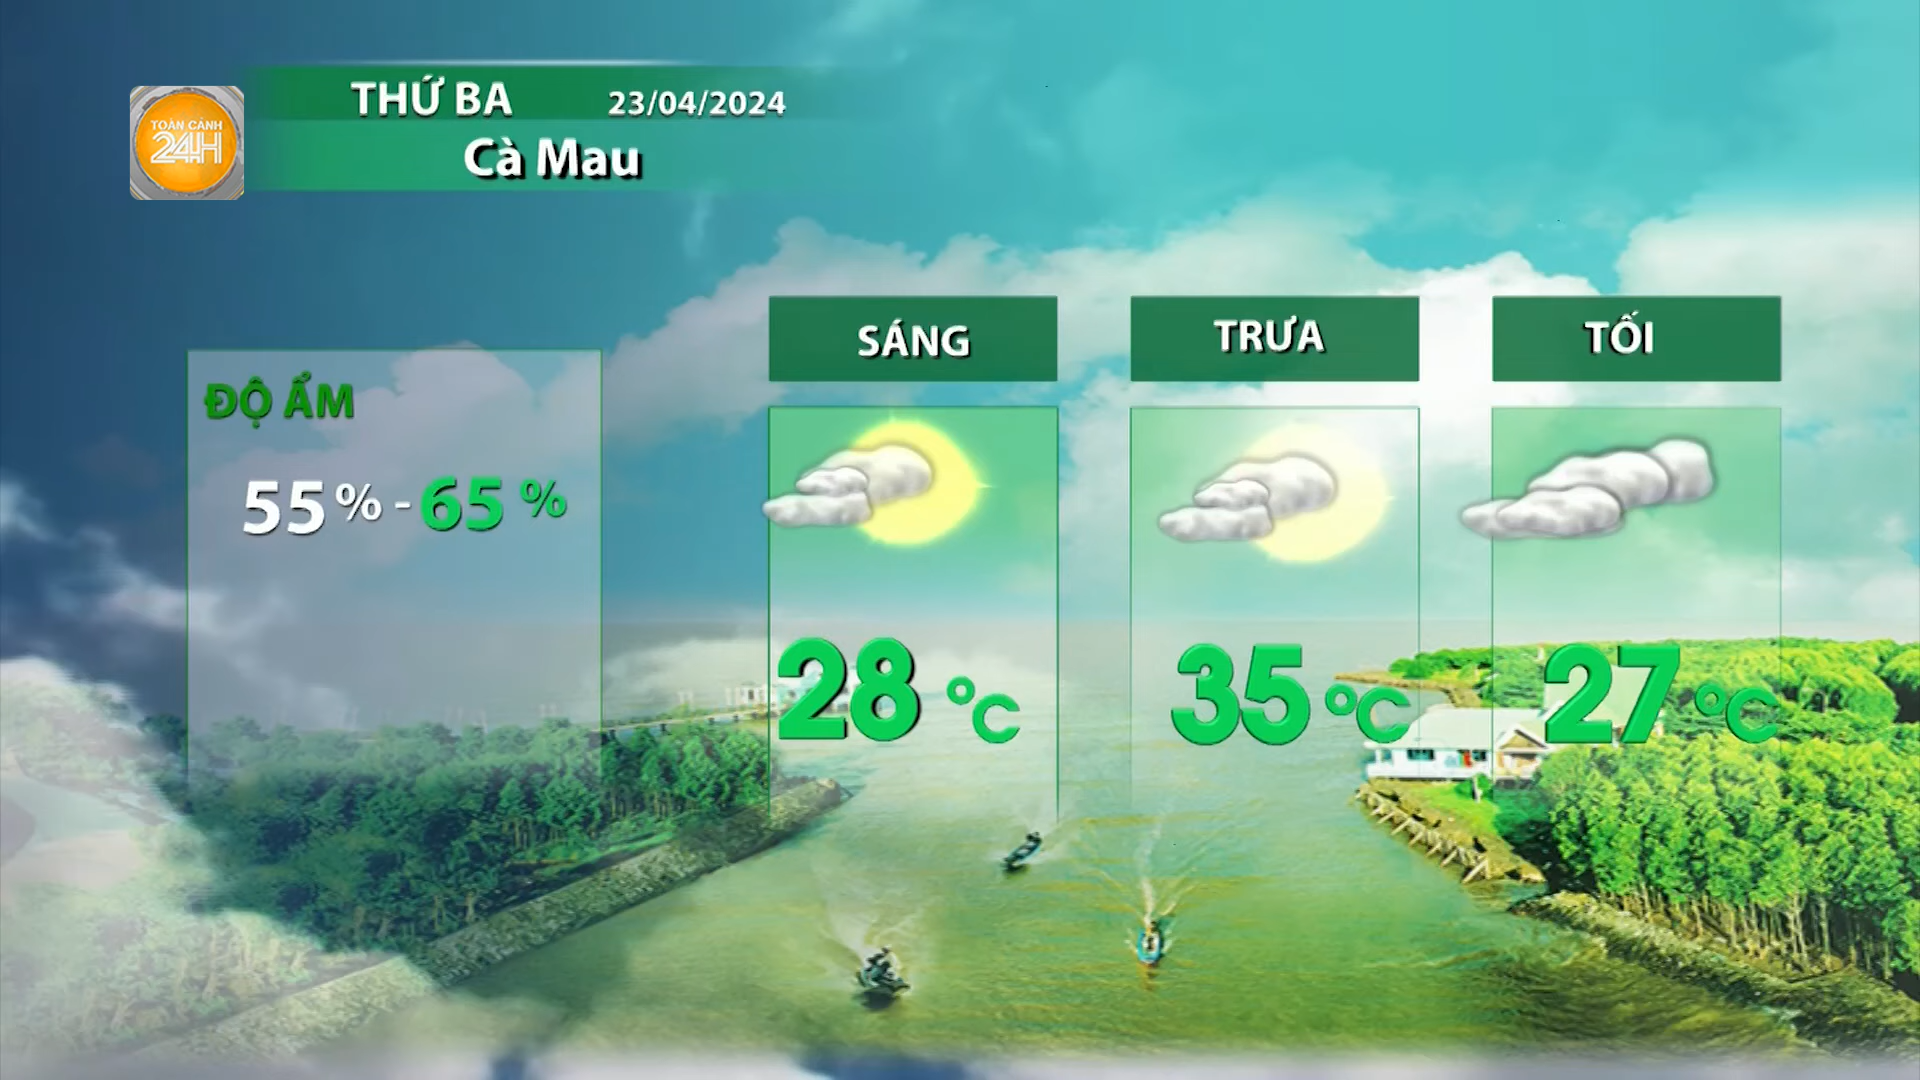 TOÀN CẢNH
24H
THỨ BA 23/04/2024
Cà Mau
ĐỘ ẨM
55% - 65%
SÁNG
TRƯA
TỐI
28 °C
35 °C
27 °C